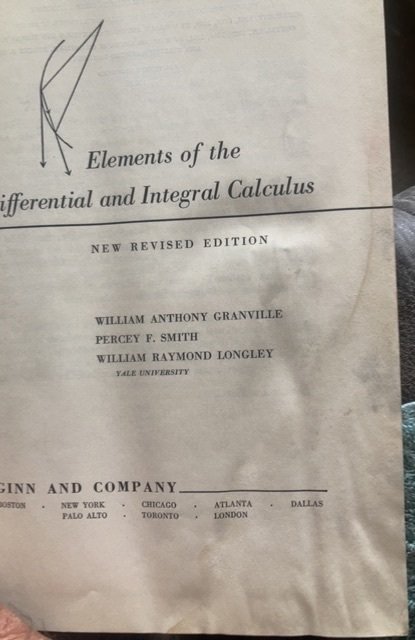 Elements of the
ifferential and Integral Calculus
NEW REVISED EDITION
WILLIAM ANTHONY GRANVILLE
PERCEY F. SMITH
WILLIAM RAYMOND LONGLEY
YALE UNIVERSITY
GINN AND COMPANY
BOSTON · NEW YORK · CHICAGO · ATLANTA · DALLAS
PALO ALTO · TORONTO · LONDON